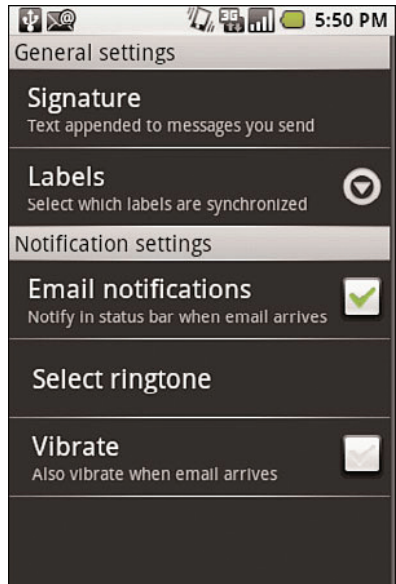 3G 5:50 PM
General settings
Signature
Text appended to messages you send
Labels
Select which labels are synchronized
Notification settings
Email notifications
Notify in status bar when email arrives
Select ringtone
Vibrate
Also vibrate when email arrives